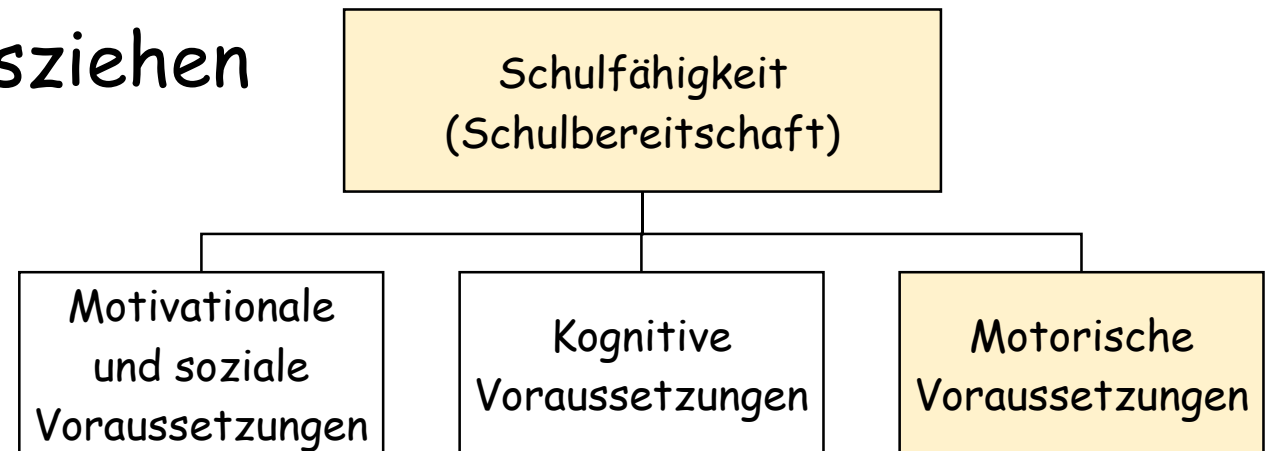 sziehen
Schulfähigkeit
(Schulbereitschaft)
Motivationale
und soziale
Voraussetzungen
Kognitive
Voraussetzungen
Motorische
Voraussetzungen